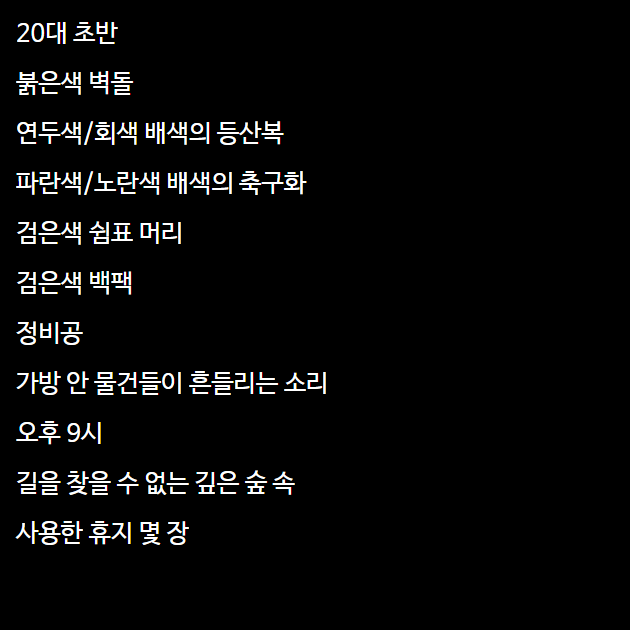 20대 초반
붉은색 벽돌
연두색/회색 배색의 등산복
파란색/노란색 배색의 축구화
검은색 쉼표 머리
검은색 백팩
정비공
가방 안 물건들이 흔들리는 소리
오후 9시
길을 찾을 수 없는 깊은 숲 속
사용한 휴지 몇 장